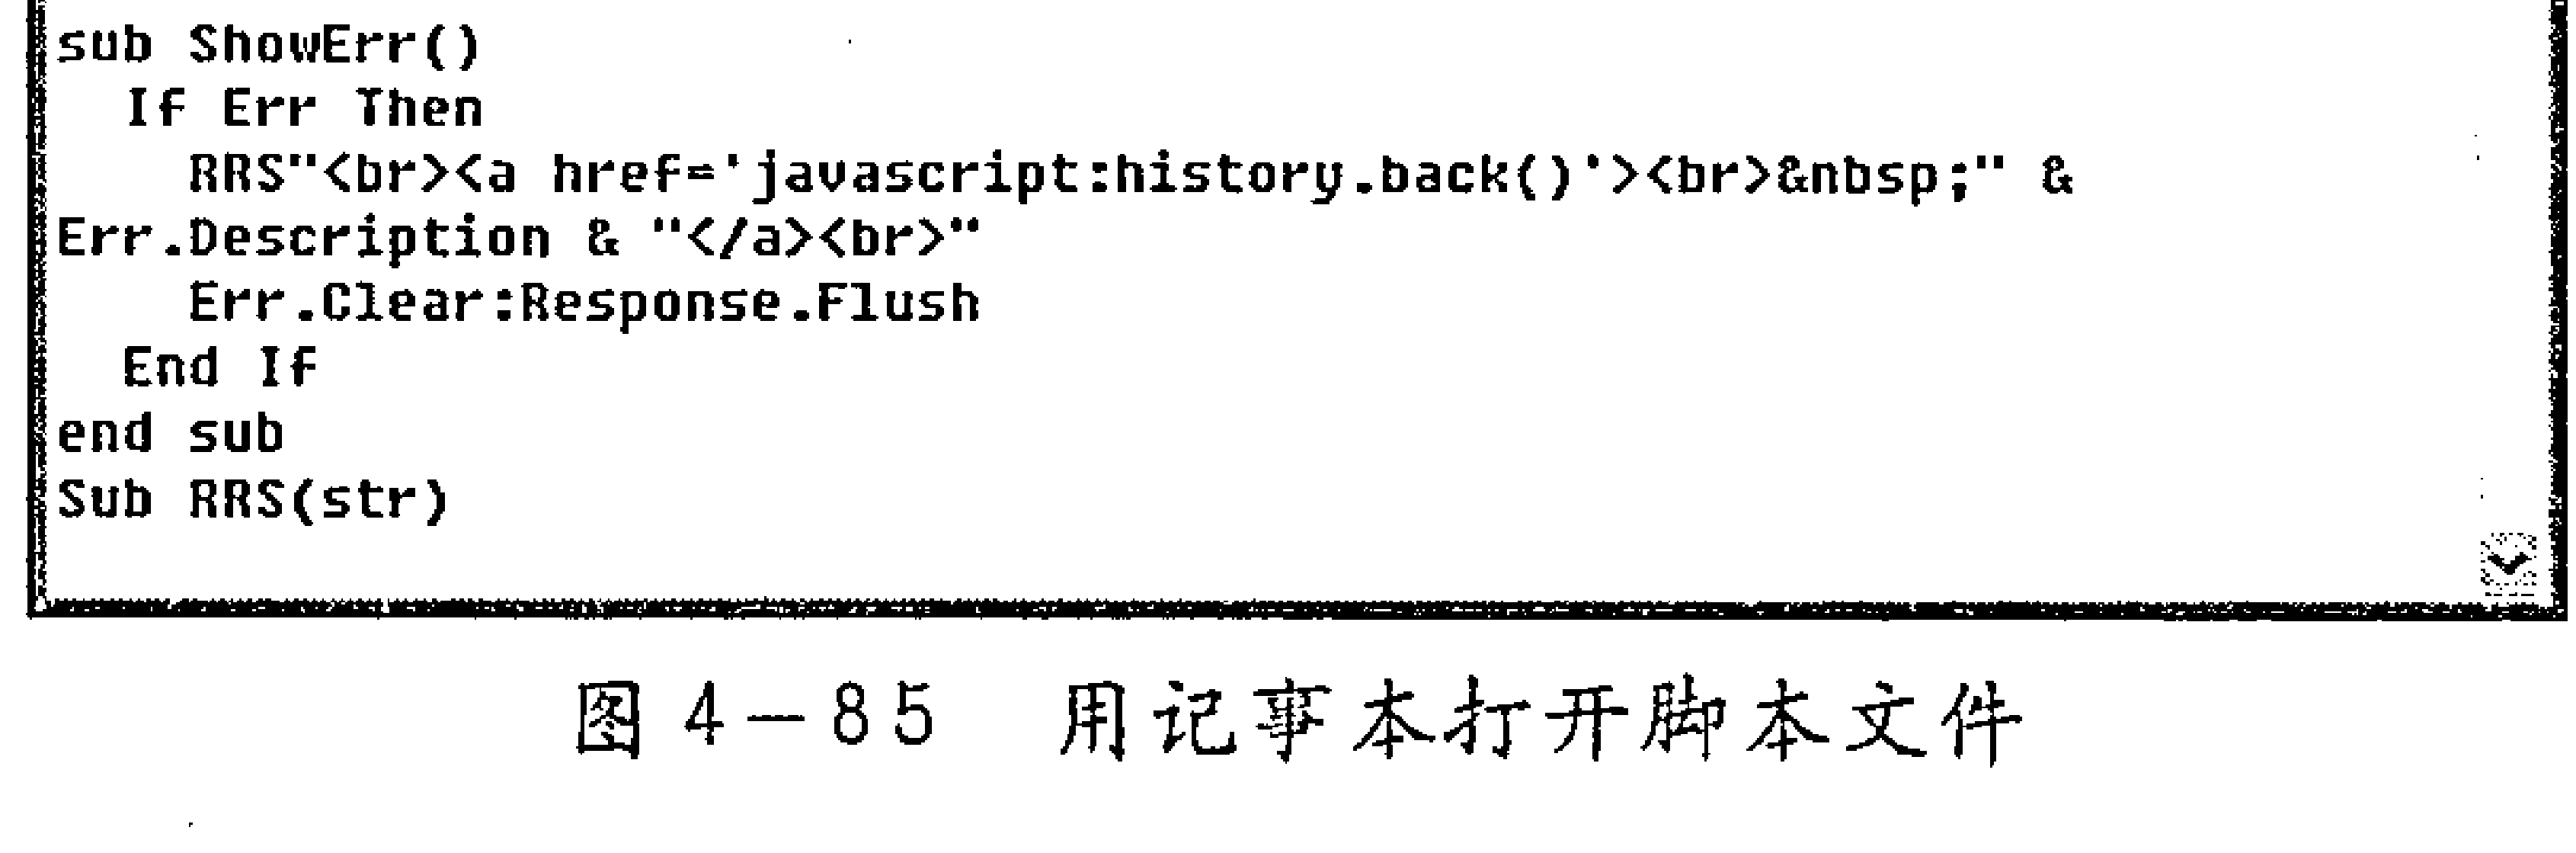 sub ShowErr()
  If Err Then
    RRS"<br><a href='javascript:history.back()'><br>&nbsp;" &
Err.Description & "</a><br>"
    Err.Clear:Response.Flush
  End If
end sub
Sub RRS(str)
图 4－85 用记事本打开脚本文件